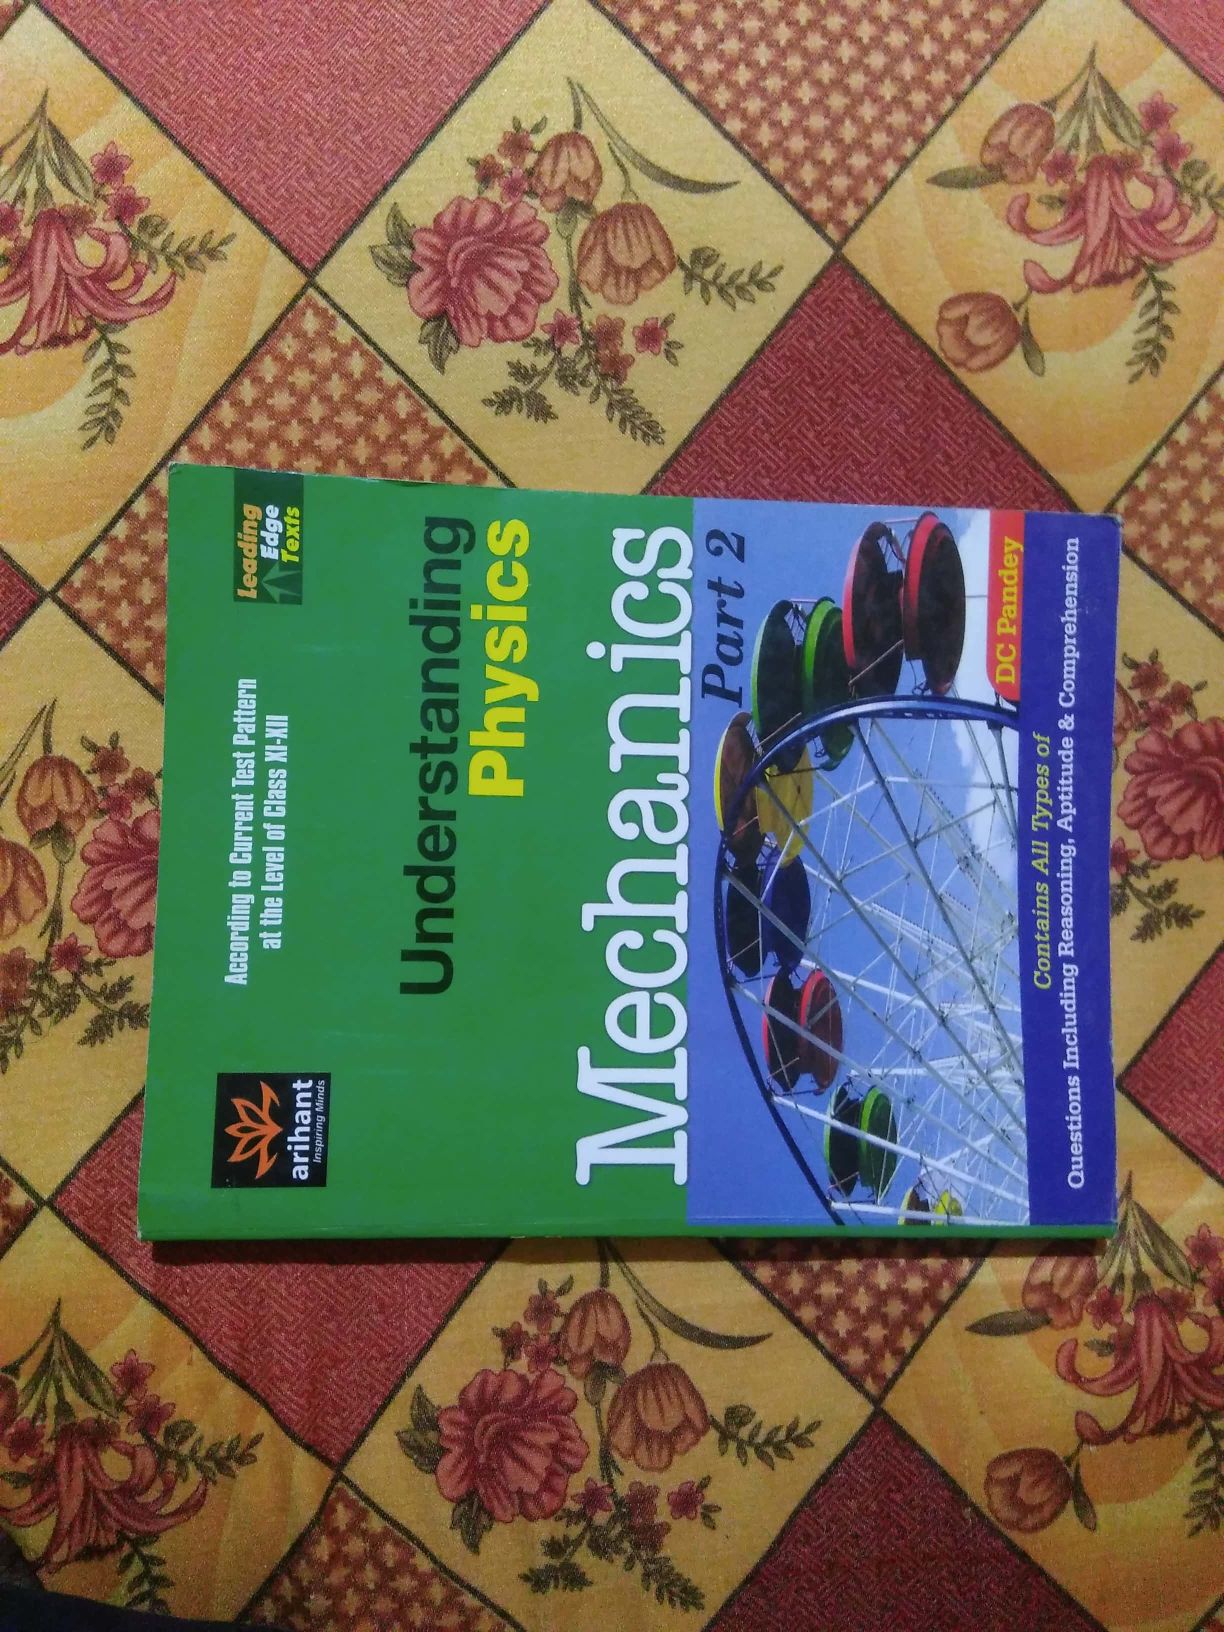 arihant
Inspiring Minds
According to Current Test Pattern
at the Level of Class XI-XII
Leading
Edge
Texts
Understanding
Physics
Mechanics
Part 2
DC Pandey
Contains All Types of
Questions Including Reasoning, Aptitude & Comprehension